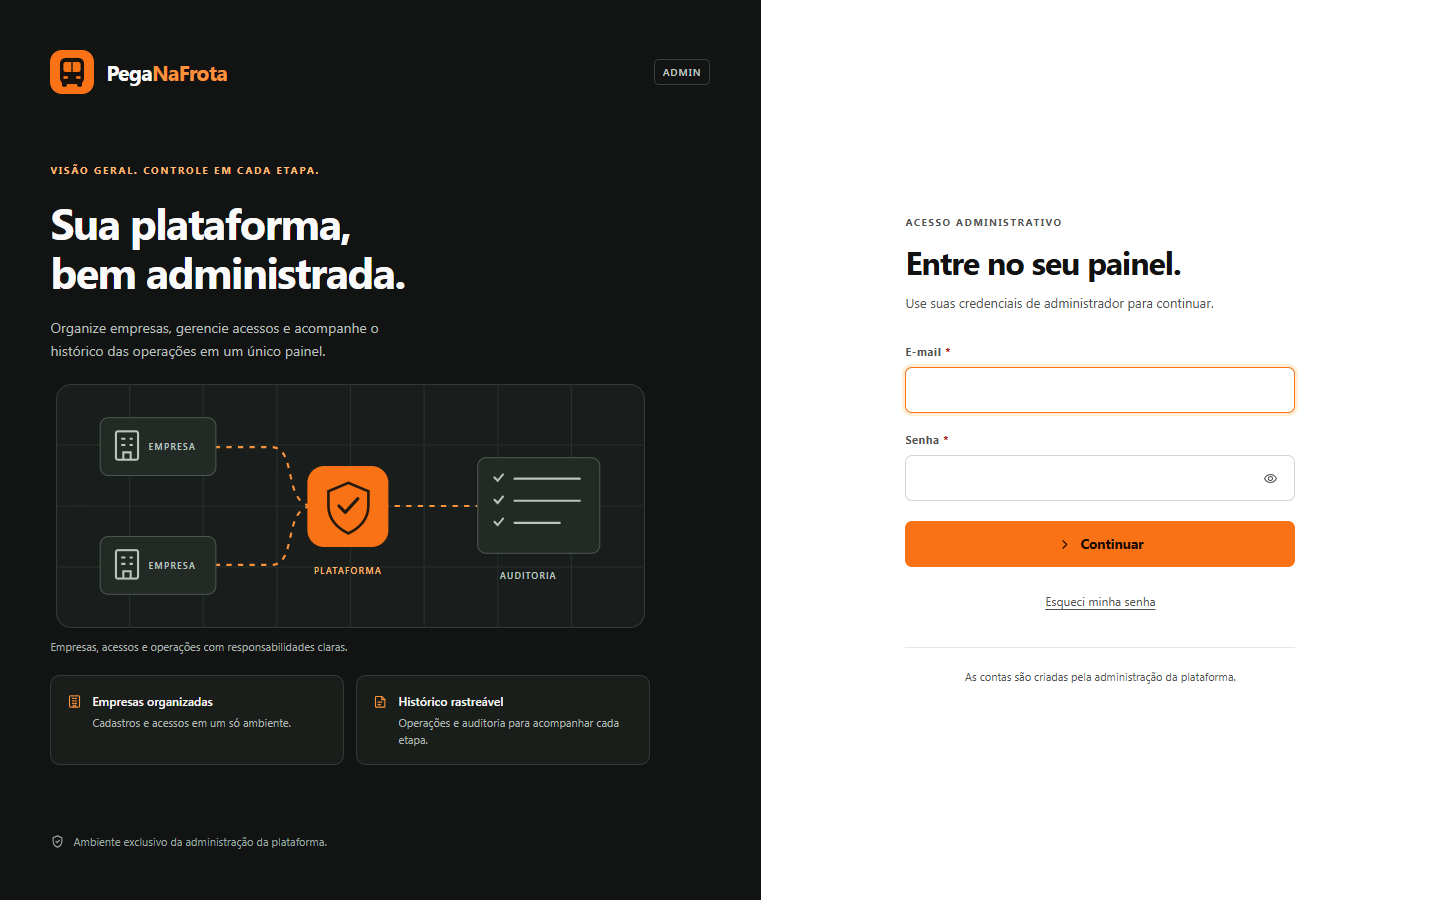 PegaNaFrota
ADMIN
VISÃO GERAL. CONTROLE EM CADA ETAPA.
Sua plataforma,
bem administrada.
Organize empresas, gerencie acessos e acompanhe o
histórico das operações em um único painel.
EMPRESA
EMPRESA
PLATAFORMA
AUDITORIA
Empresas, acessos e operações com responsabilidades claras.
Empresas organizadas
Cadastros e acessos em um só ambiente.
Histórico rastreável
Operações e auditoria para acompanhar cada
etapa.
Ambiente exclusivo da administração da plataforma.
ACESSO ADMINISTRATIVO
Entre no seu painel.
Use suas credenciais de administrador para continuar.
E-mail *
Senha *
Continuar
Esqueci minha senha
As contas são criadas pela administração da plataforma.